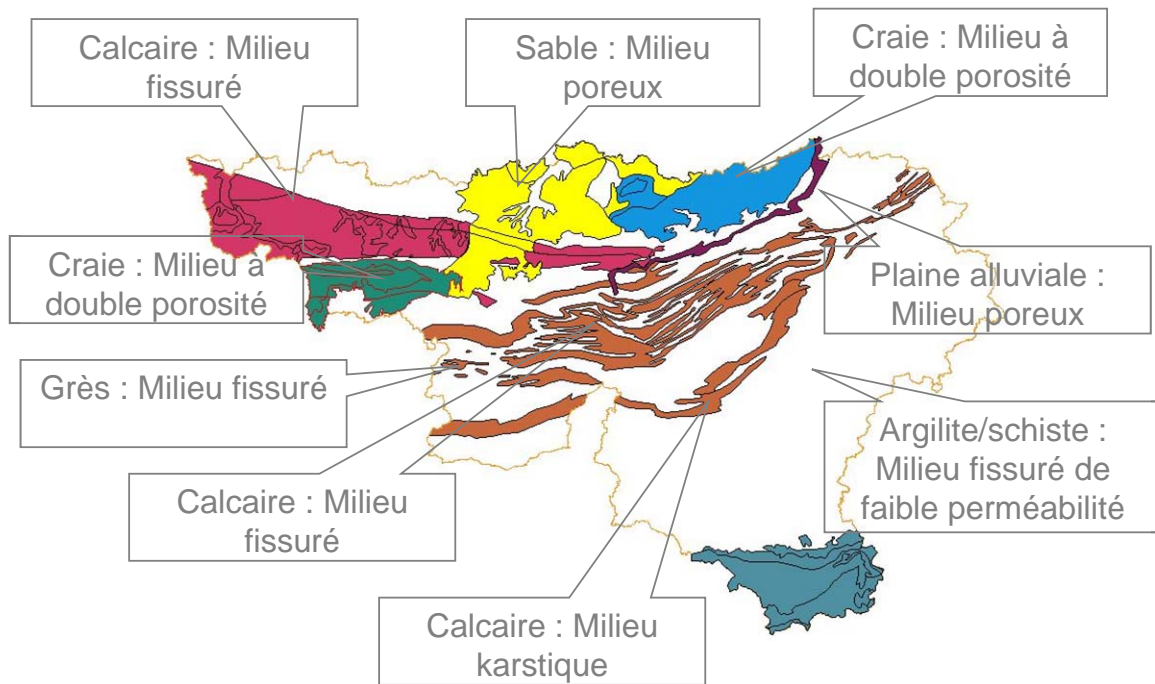 Calcaire : Milieu
fissuré
Sable : Milieu
poreux
Craie : Milieu à
double porosité
Craie : Milieu à
double porosité
Plaine alluviale :
Milieu poreux
Grès : Milieu fissuré
Argilite/schiste :
Milieu fissuré de
faible perméabilité
Calcaire : Milieu
fissuré
Calcaire : Milieu
karstique